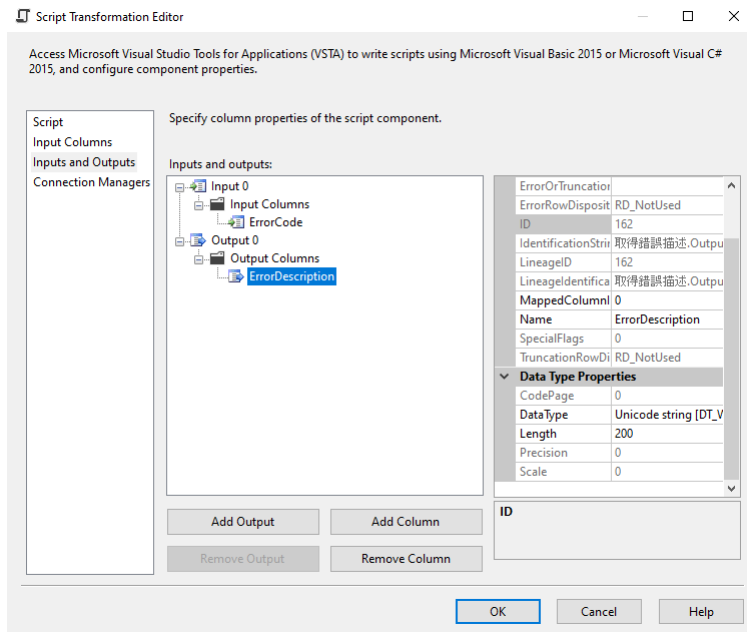 Script Transformation Editor
Access Microsoft Visual Studio Tools for Applications (VSTA) to write scripts using Microsoft Visual Basic 2015 or Microsoft Visual C#
2015, and configure component properties.
Script
Input Columns
Inputs and Outputs
Connection Managers
Specify column properties of the script component.
Inputs and outputs:
Input 0
Input Columns
ErrorCode
Output 0
Output Columns
ErrorDescription
ErrorOrTruncation
ErrorRowDisposit RD_NotUsed
ID 162
IdentificationStrin 取得錯誤描述.Outpu
LineageID 162
LineageIdentifica 取得錯誤描述.Outpu
MappedColumnI 0
Name ErrorDescription
SpecialFlags 0
TruncationRowDi RD_NotUsed
Data Type Properties
CodePage 0
DataType Unicode string [DT_V
Length 200
Precision 0
Scale 0
ID
Add Output
Add Column
Remove Output
Remove Column
OK
Cancel
Help